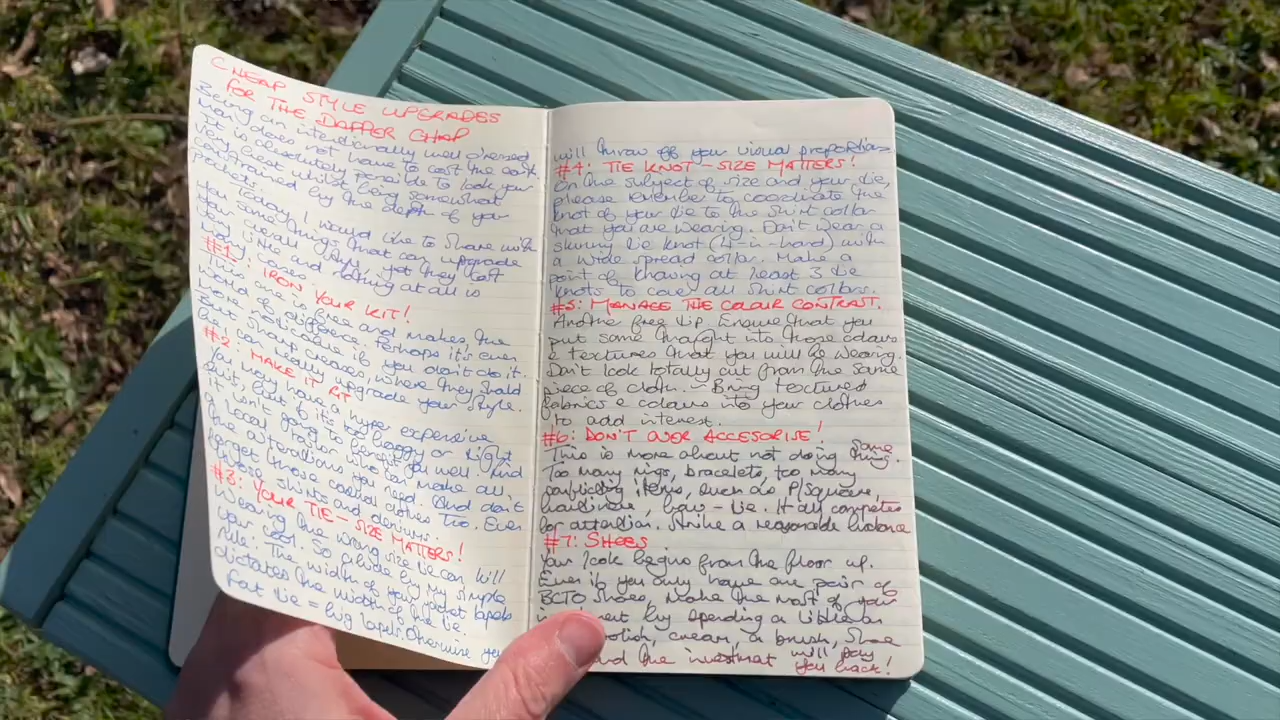 CHEAP STYLE UPGRADES
FOR THE DAPPER CHAP
Being an intentionally well dressed
man does not have to cost the earth.
It is absolutely possible to look your
very best whilst being somewhat
constrained by the depth of your
pockets.
Today, I would like to share with
you some things that can upgrade
your overall styling, yet they cost
very little and nothing at all is
many cases.
#1: IRON YOUR KIT!
This one is free and makes the
world of difference. Perhaps it's even
more noticeable if you don't do it.
But sharp creases, where they should
be, can really upgrade your style.
#2: MAKE IT FIT
You may have a hyper expensive
suit, but if it's too baggy or tight
it isn't going to serve you well. Find
a local tailor who can make all
the alterations you need. And don't
forget those casual clothes too. Even
those shirts and denims.
#3: YOUR TIE - SIZE MATTERS!
Wearing the wrong size tie can kill
your look. So abide by my simple
rule: The width of your jacket lapels
dictates the width of the tie.
Fat tie = big lapels. Otherwise you
will throw off your visual proportions
#4: TIE KNOT - SIZE MATTERS!
On the subject of size and your tie,
please remember to coordinate the
knot of your tie to the shirt collar
that you are wearing. Don't wear a
skinny tie knot (4-in-hand) with
a wide spread collar. Make a
point of knowing at least 3 tie
knots to cover all shirt collars.
#5: MANAGE THE COLOUR CONTRAST.
Another free tip. Ensure that you
put some thought into those colours
& textures that you will be wearing.
Don't look totally cut from the same
piece of cloth. - Bring textured
fabrics & colours into your clothes
to add interest.
#6: DON'T OVER ACCESORISE!
This is more about not doing some
thing.
Too many rings, bracelets, too many
items, even as P/Square,
bow-tie. It all competes
for attention. Strike a reasonable balance
#7: SHOES
Your look begins from the floor up.
Even if you only have one pair of
shoes, make the most of your
by spending a little on
polish, cream, a brush, shoe
and the investment will pay
you back!